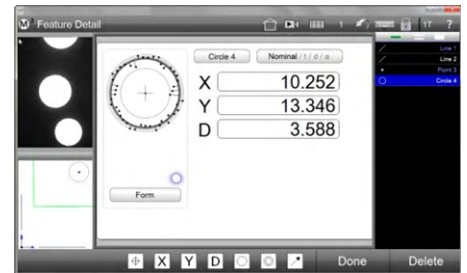 M Feature Detail
1
1T ?
Circle 4
Nominal / t / d / a
X 10.252
Y 13.346
D 3.588
Form
Line 1
Line 2
Point 3
Circle 4
X Y D
Done
Delete